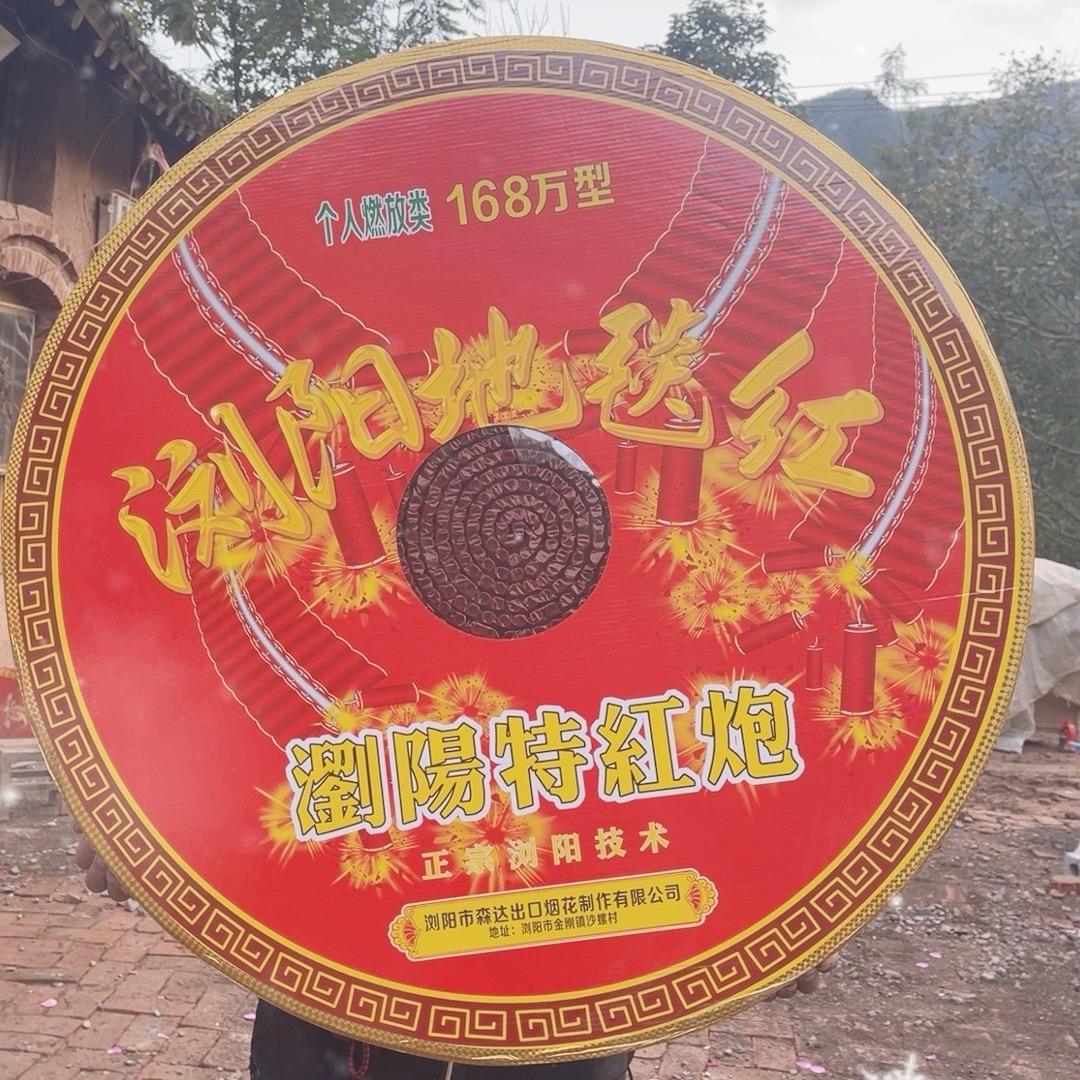 个人燃放类 168万型
浏阳地毯红
瀏陽特紅炮
正宗浏阳技术
浏阳市森达出口烟花制作有限公司
地址：浏阳市金刚镇沙螺村